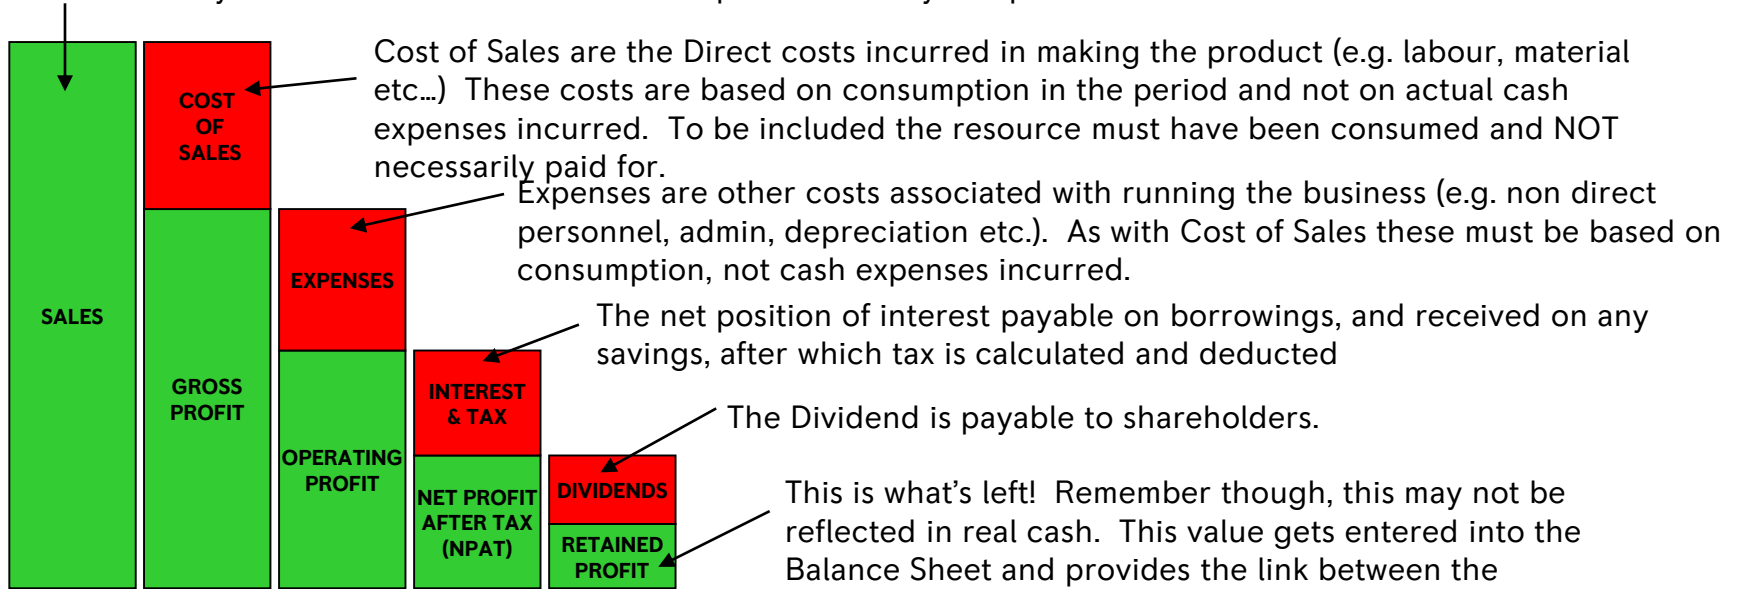 Cost of Sales are the Direct costs incurred in making the product (e.g. labour, material
etc...)  These costs are based on consumption in the period and not on actual cash
expenses incurred.  To be included the resource must have been consumed and NOT
necessarily paid for.
Expenses are other costs associated with running the business (e.g. non direct
personnel, admin, depreciation etc.).  As with Cost of Sales these must be based on
consumption, not cash expenses incurred.
The net position of interest payable on borrowings, and received on any
savings, after which tax is calculated and deducted
The Dividend is payable to shareholders.
This is what's left!  Remember though, this may not be
reflected in real cash.  This value gets entered into the
Balance Sheet and provides the link between the
SALES
COST
OF
SALES
GROSS
PROFIT
EXPENSES
OPERATING
PROFIT
INTEREST
& TAX
NET PROFIT
AFTER TAX
(NPAT)
DIVIDENDS
RETAINED
PROFIT